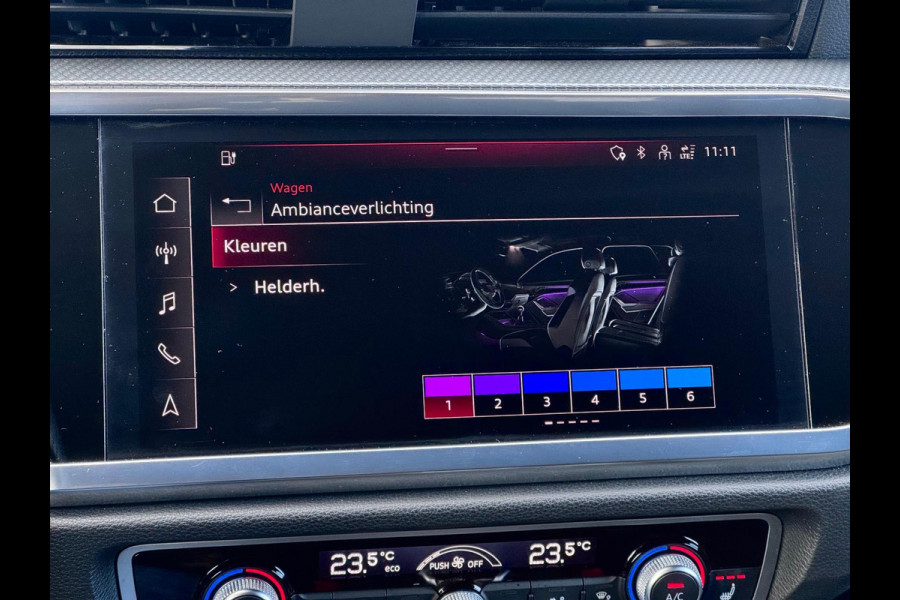 LTE 11:11
Wagen
Ambianceverlichting
Kleuren
> Helderh.
1 2 3 4 5 6
23.5°C eco PUSH OFF 23.5°C
A/C